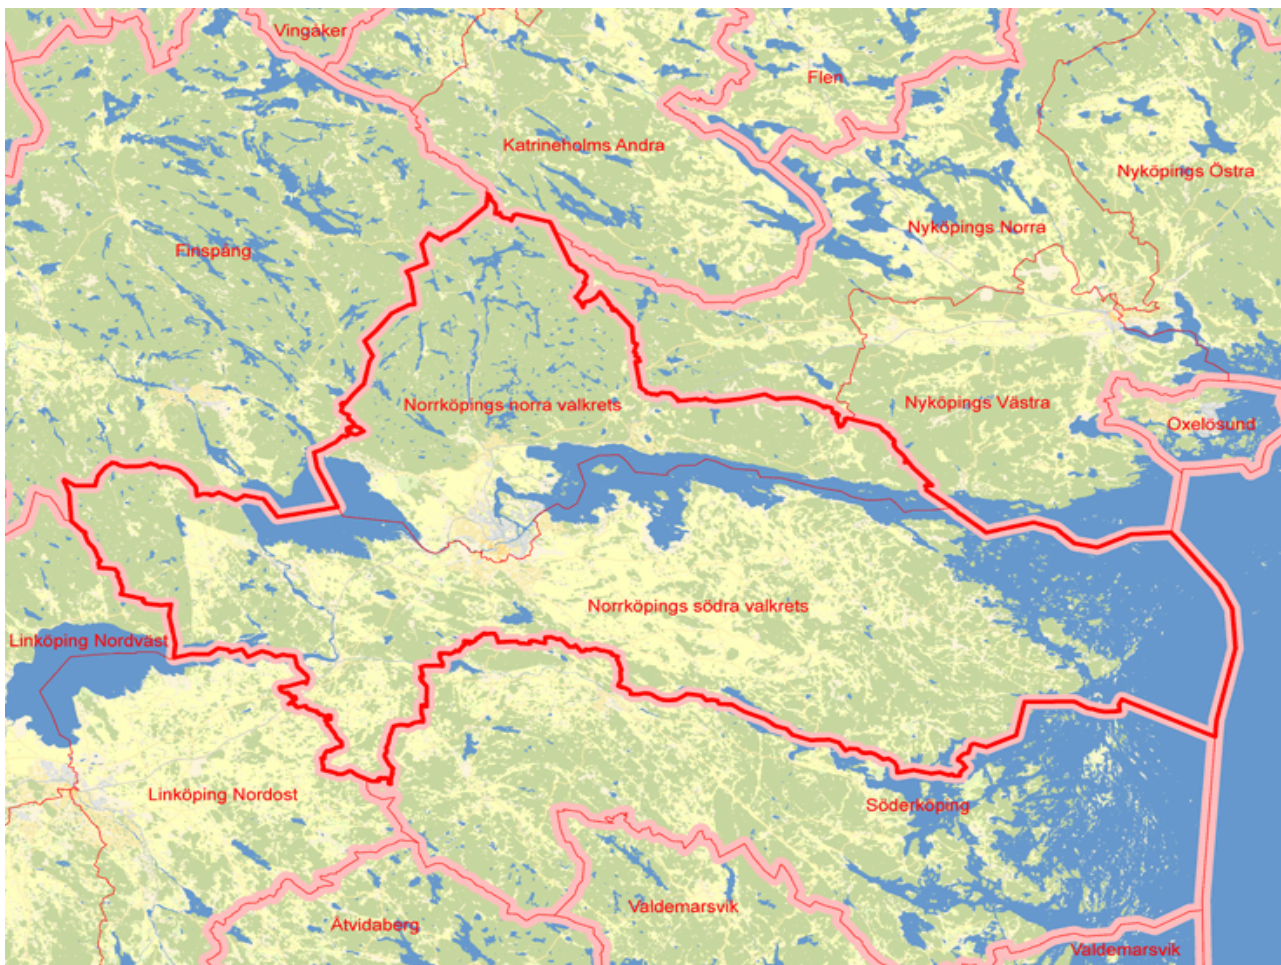 Vingåker
Flen
Katrineholms Andra
Nyköpings Östra
Nyköpings Norra
Finspång
Norrköpings norra valkrets
Nyköpings Västra
Oxelösund
Norrköpings södra valkrets
Linköping Nordväst
Linköping Nordost
Söderköping
Valdemarsvik
Åtvidaberg
Valdemarsvik